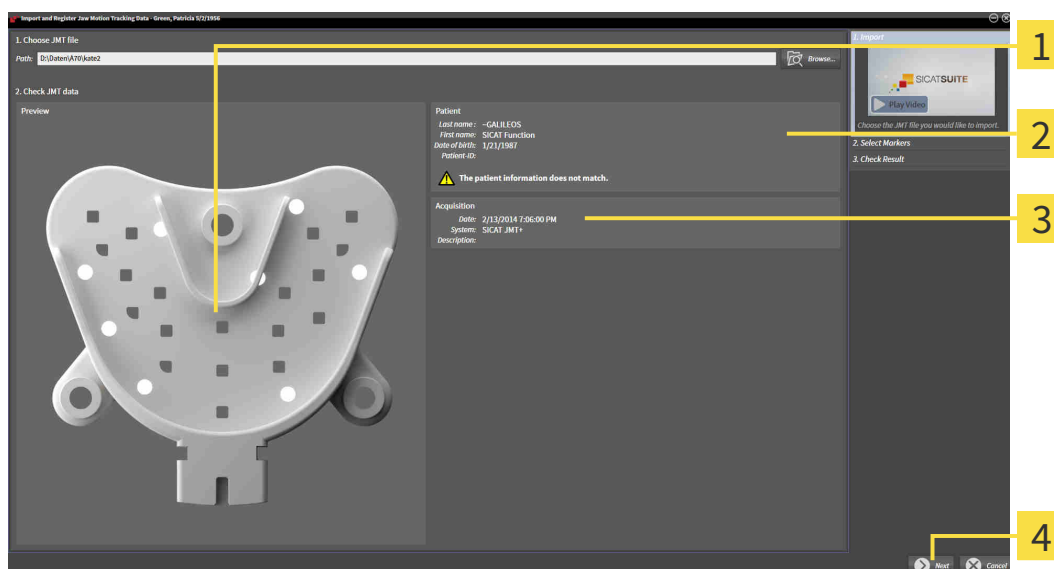 Import and Register Jaw Motion Tracking Data - Green, Patricia 5/2/1956
1. Choose JMT file
Path: D:\Daten\A70\kate2
Browse...
2. Check JMT data
Preview
Patient
Last name: ~GALILEOS
First name: SICAT Function
Date of birth: 1/21/1987
Patient-ID:
The patient information does not match.
Acquisition
Date: 2/13/2014 7:06:00 PM
System: SICAT JMT+
Description:
1. Import
SICATSUITE
Play Video
Choose the JMT file you would like to import.
2. Select Markers
3. Check Result
1
2
3
4
Next
Cancel